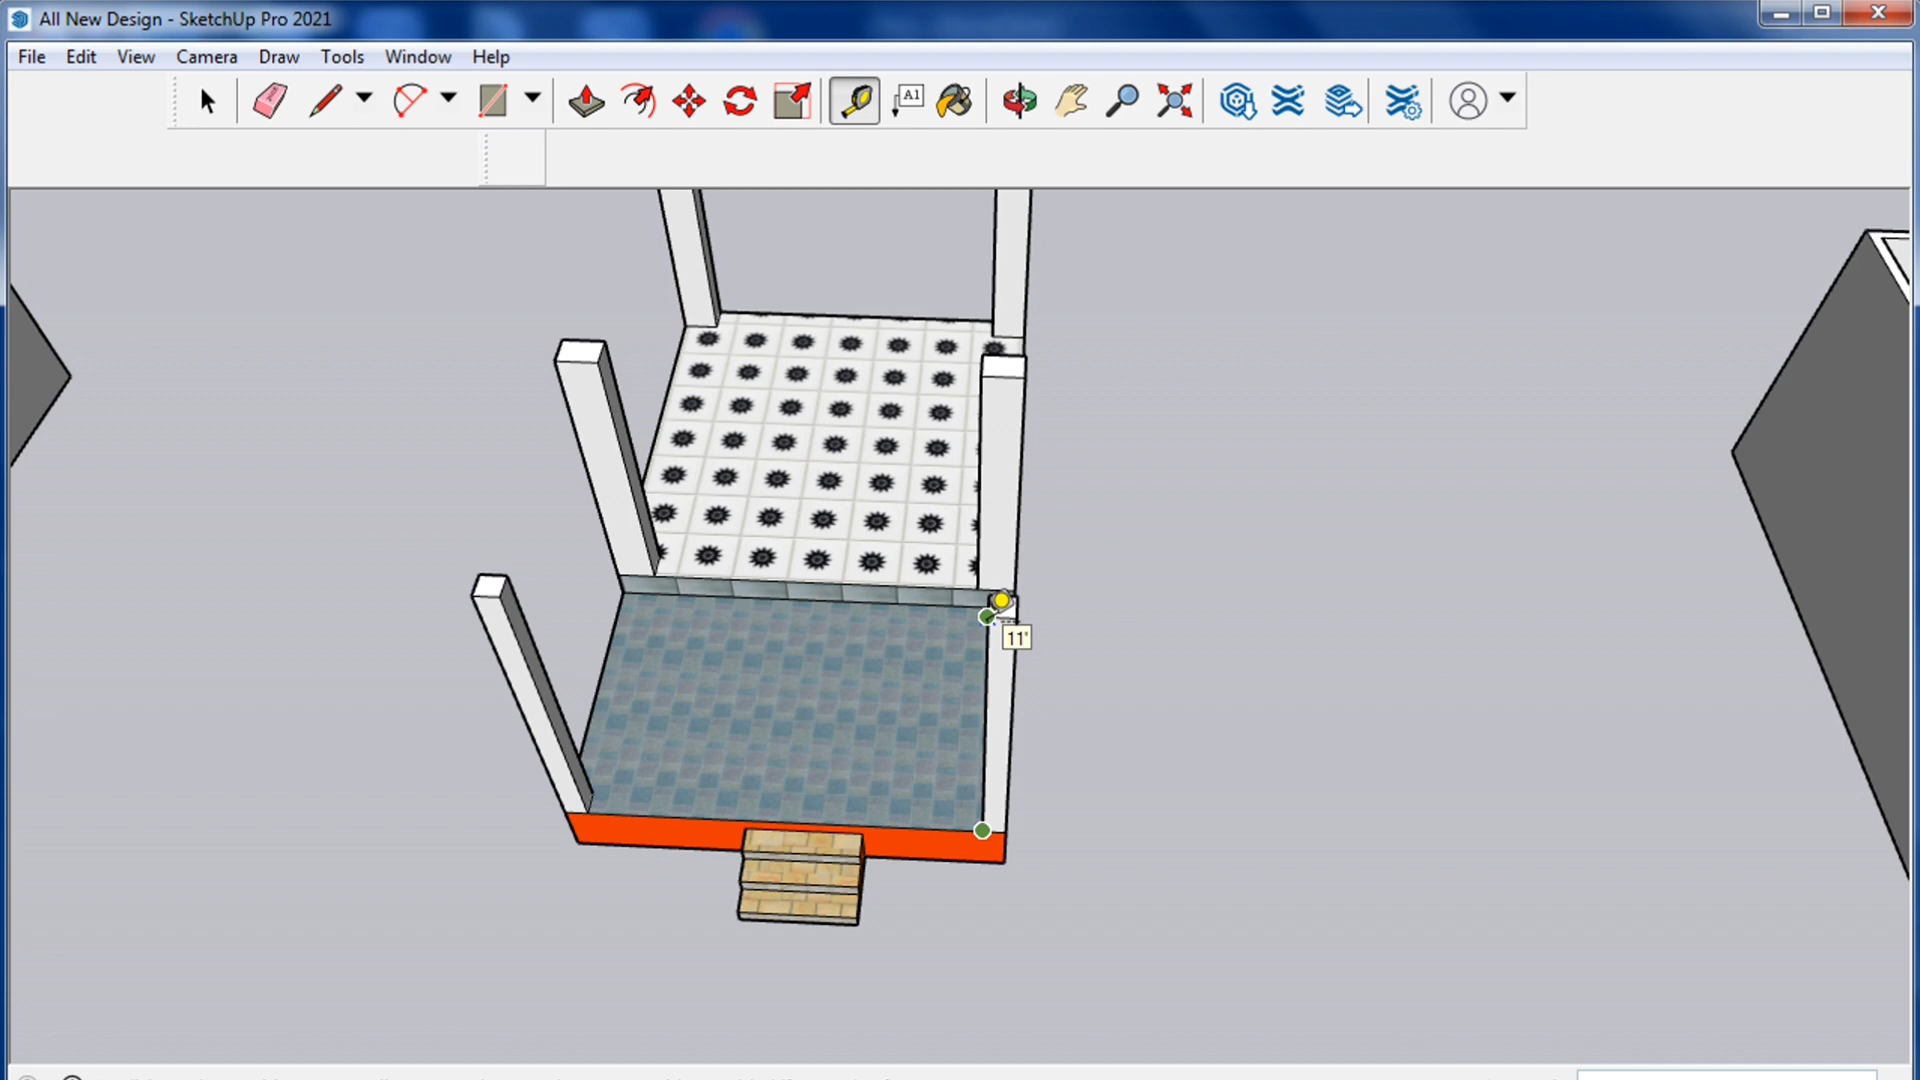 All New Design - SketchUp Pro 2021
File Edit View Camera Draw Tools Window Help
A1
11'